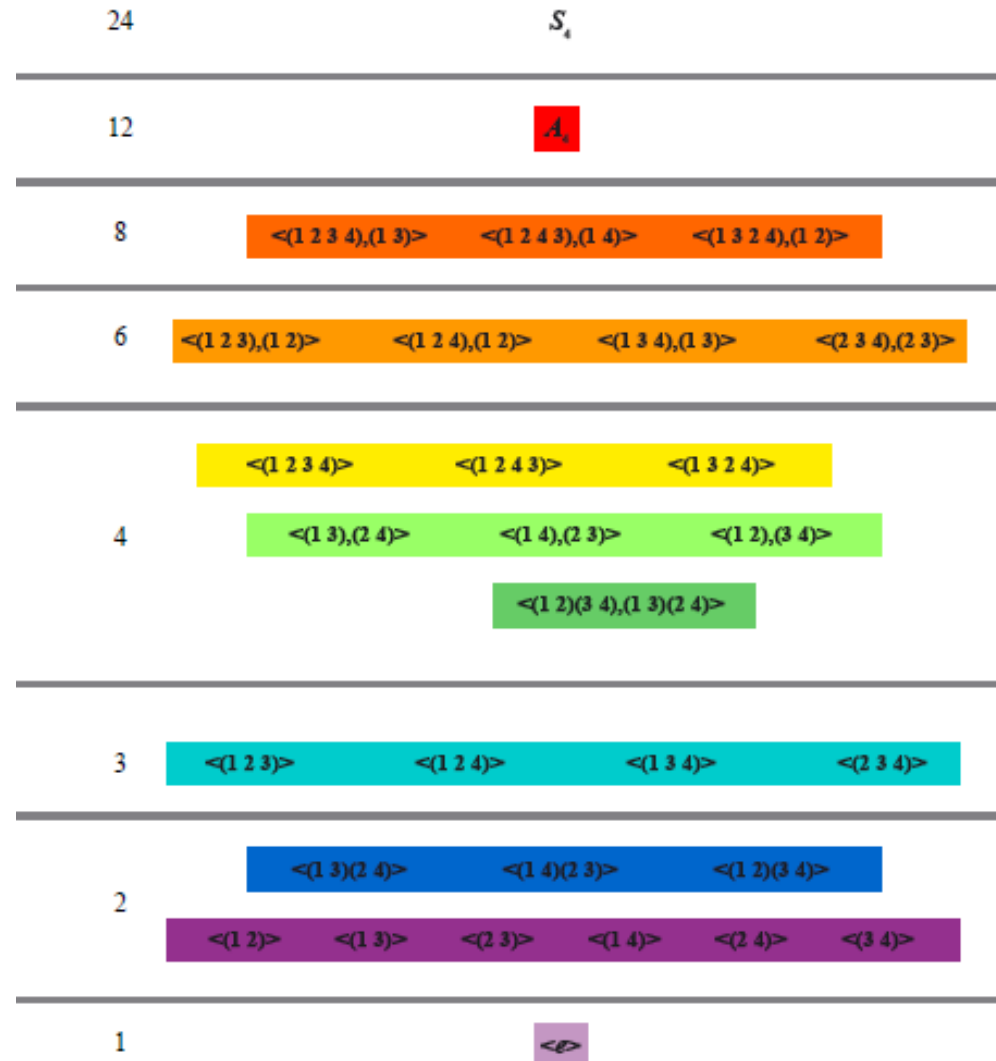 24 S₄
12 A₄
8 <(1 2 3 4),(1 3)> <(1 2 4 3),(1 4)> <(1 3 2 4),(1 2)>
6 <(1 2 3),(1 2)> <(1 2 4),(1 2)> <(1 3 4),(1 3)> <(2 3 4),(2 3)>
<(1 2 3 4)> <(1 2 4 3)> <(1 3 2 4)>
4 <(1 3),(2 4)> <(1 4),(2 3)> <(1 2),(3 4)>
<(1 2)(3 4),(1 3)(2 4)>
3 <(1 2 3)> <(1 2 4)> <(1 3 4)> <(2 3 4)>
<(1 3)(2 4)> <(1 4)(2 3)> <(1 2)(3 4)>
2
<(1 2)> <(1 3)> <(2 3)> <(1 4)> <(2 4)> <(3 4)>
1 <e>